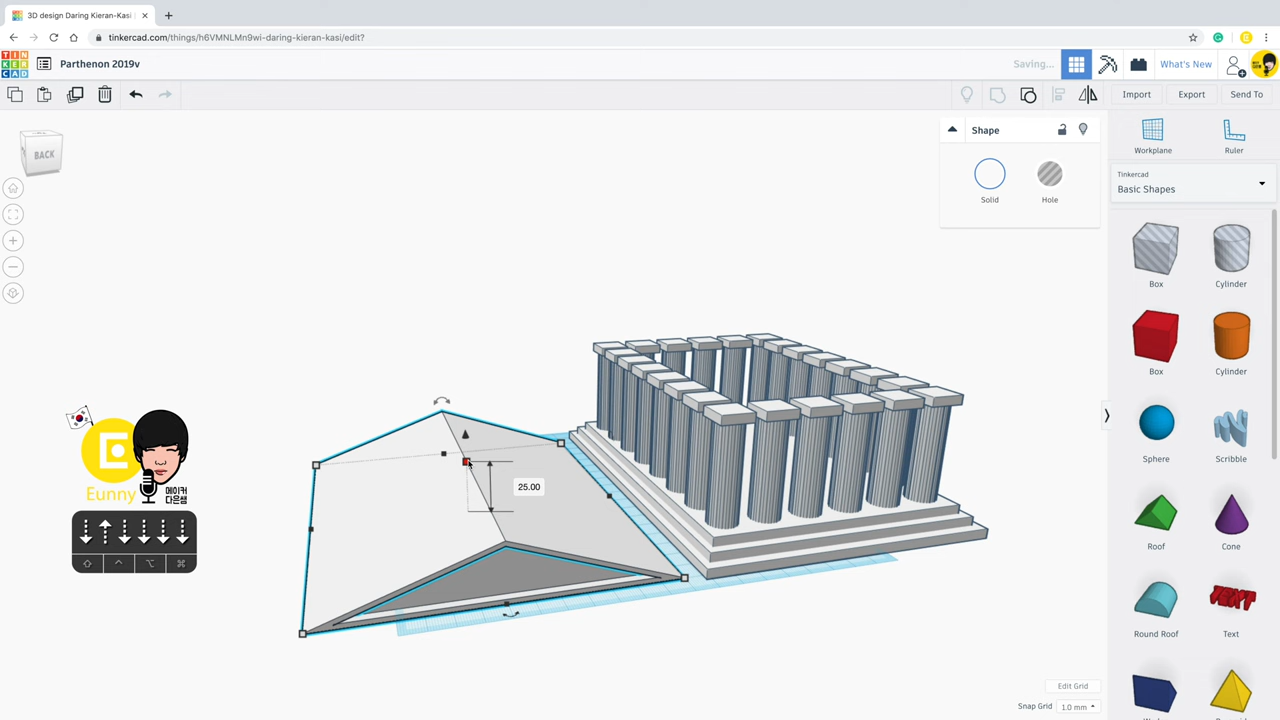 3D design Daring Kieran-Kasi |
tinkercad.com/things/h6VMNLMn9wi-daring-kieran-kasi/edit?
TIN
KER
CAD
Parthenon 2019v
Saving...
What's New
Import
Export
Send To
BACK
Shape
Solid
Hole
Workplane
Ruler
Tinkercad
Basic Shapes
Box
Cylinder
Box
Cylinder
Sphere
Scribble
Roof
Cone
Round Roof
TEXT
Text
25.00
Eunny
메이커
다은쌤
Edit Grid
Snap Grid
1.0 mm